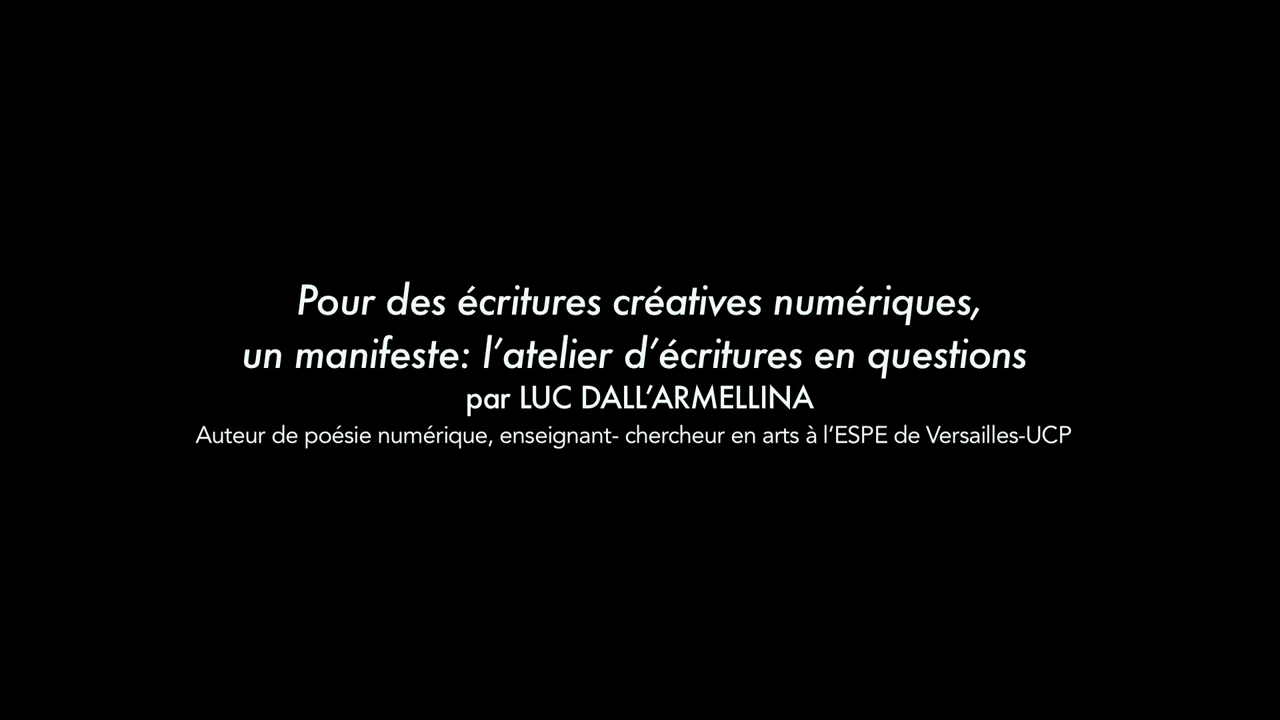 Pour des écritures créatives numériques,
un manifeste: l’atelier d’écritures en questions
par LUC DALL’ARMELLINA
Auteur de poésie numérique, enseignant- chercheur en arts à l’ESPE de Versailles-UCP